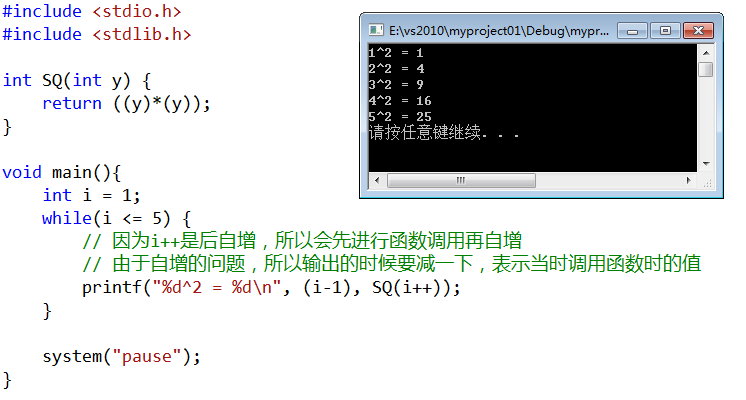 #include <stdio.h>
#include <stdlib.h>
int SQ(int y) {
    return ((y)*(y));
}
void main(){
    int i = 1;
    while(i <= 5) {
        // 因为i++是后自增，所以会先进行函数调用再自增
        // 由于自增的问题，所以输出的时候要减一下，表示当时调用函数时的值
        printf("%d^2 = %d\n", (i-1), SQ(i++));
    }
    system("pause");
}
E:\vs2010\myproject01\Debug\mypr...
1^2 = 1
2^2 = 4
3^2 = 9
4^2 = 16
5^2 = 25
请按任意键继续. . .